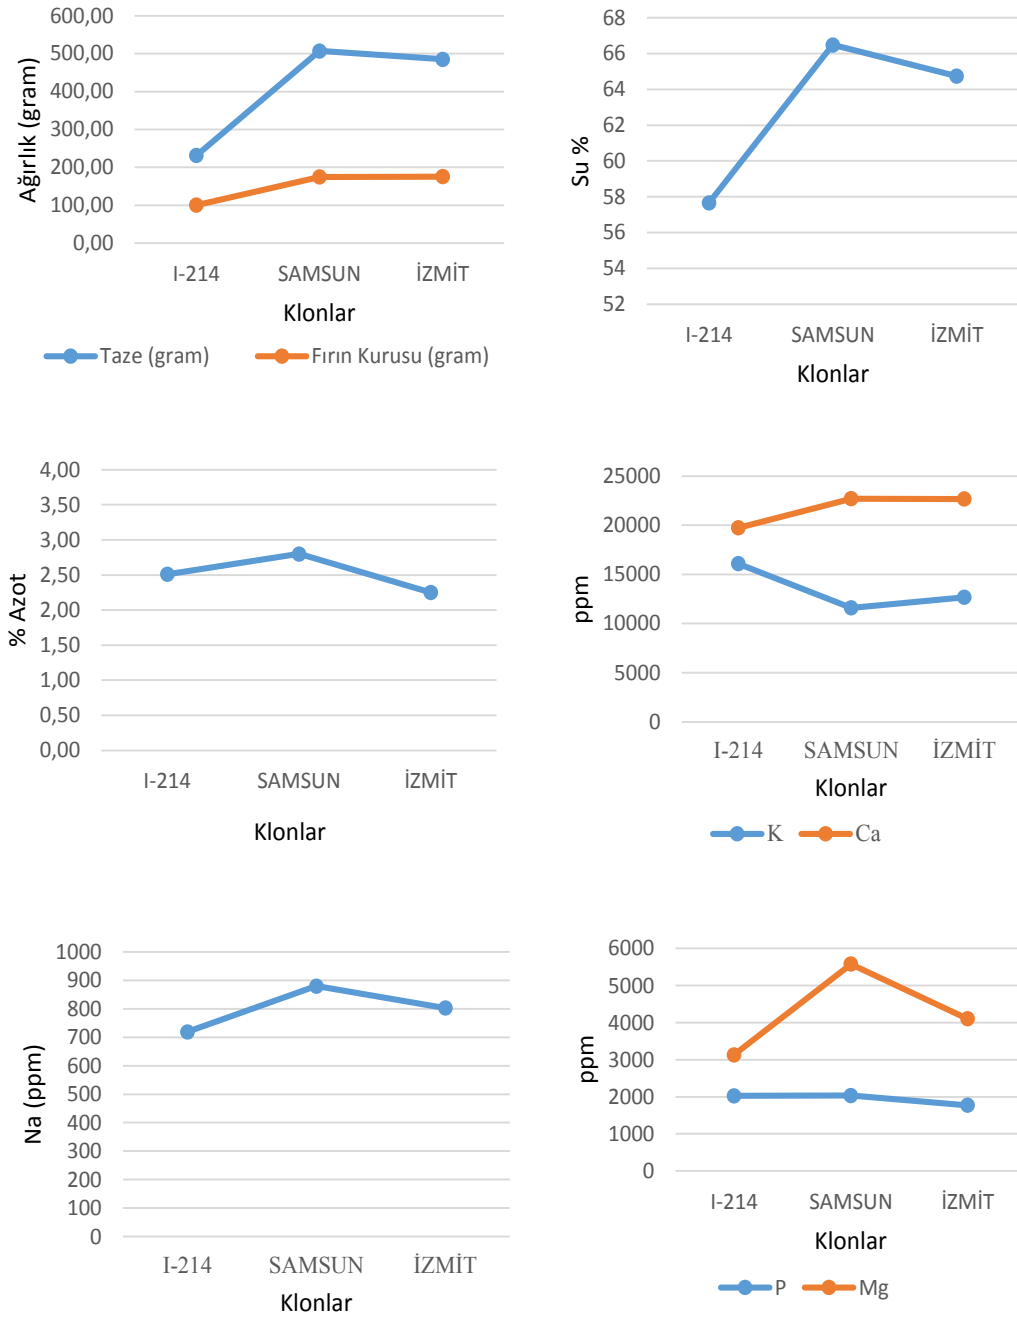 600,00
500,00
400,00
300,00
200,00
100,00
0,00
Ağırlık (gram)
I-214 SAMSUN İZMİT
Klonlar
Taze (gram) Fırın Kurusu (gram)
68
66
64
62
60
58
56
54
52
Su %
I-214 SAMSUN İZMİT
Klonlar
4,00
3,50
3,00
2,50
2,00
1,50
1,00
0,50
0,00
% Azot
I-214 SAMSUN İZMİT
Klonlar
25000
20000
15000
10000
5000
0
ppm
I-214 SAMSUN İZMİT
Klonlar
K Ca
1000
900
800
700
600
500
400
300
200
100
0
Na (ppm)
I-214 SAMSUN İZMİT
Klonlar
6000
5000
4000
3000
2000
1000
0
ppm
I-214 SAMSUN İZMİT
Klonlar
P Mg